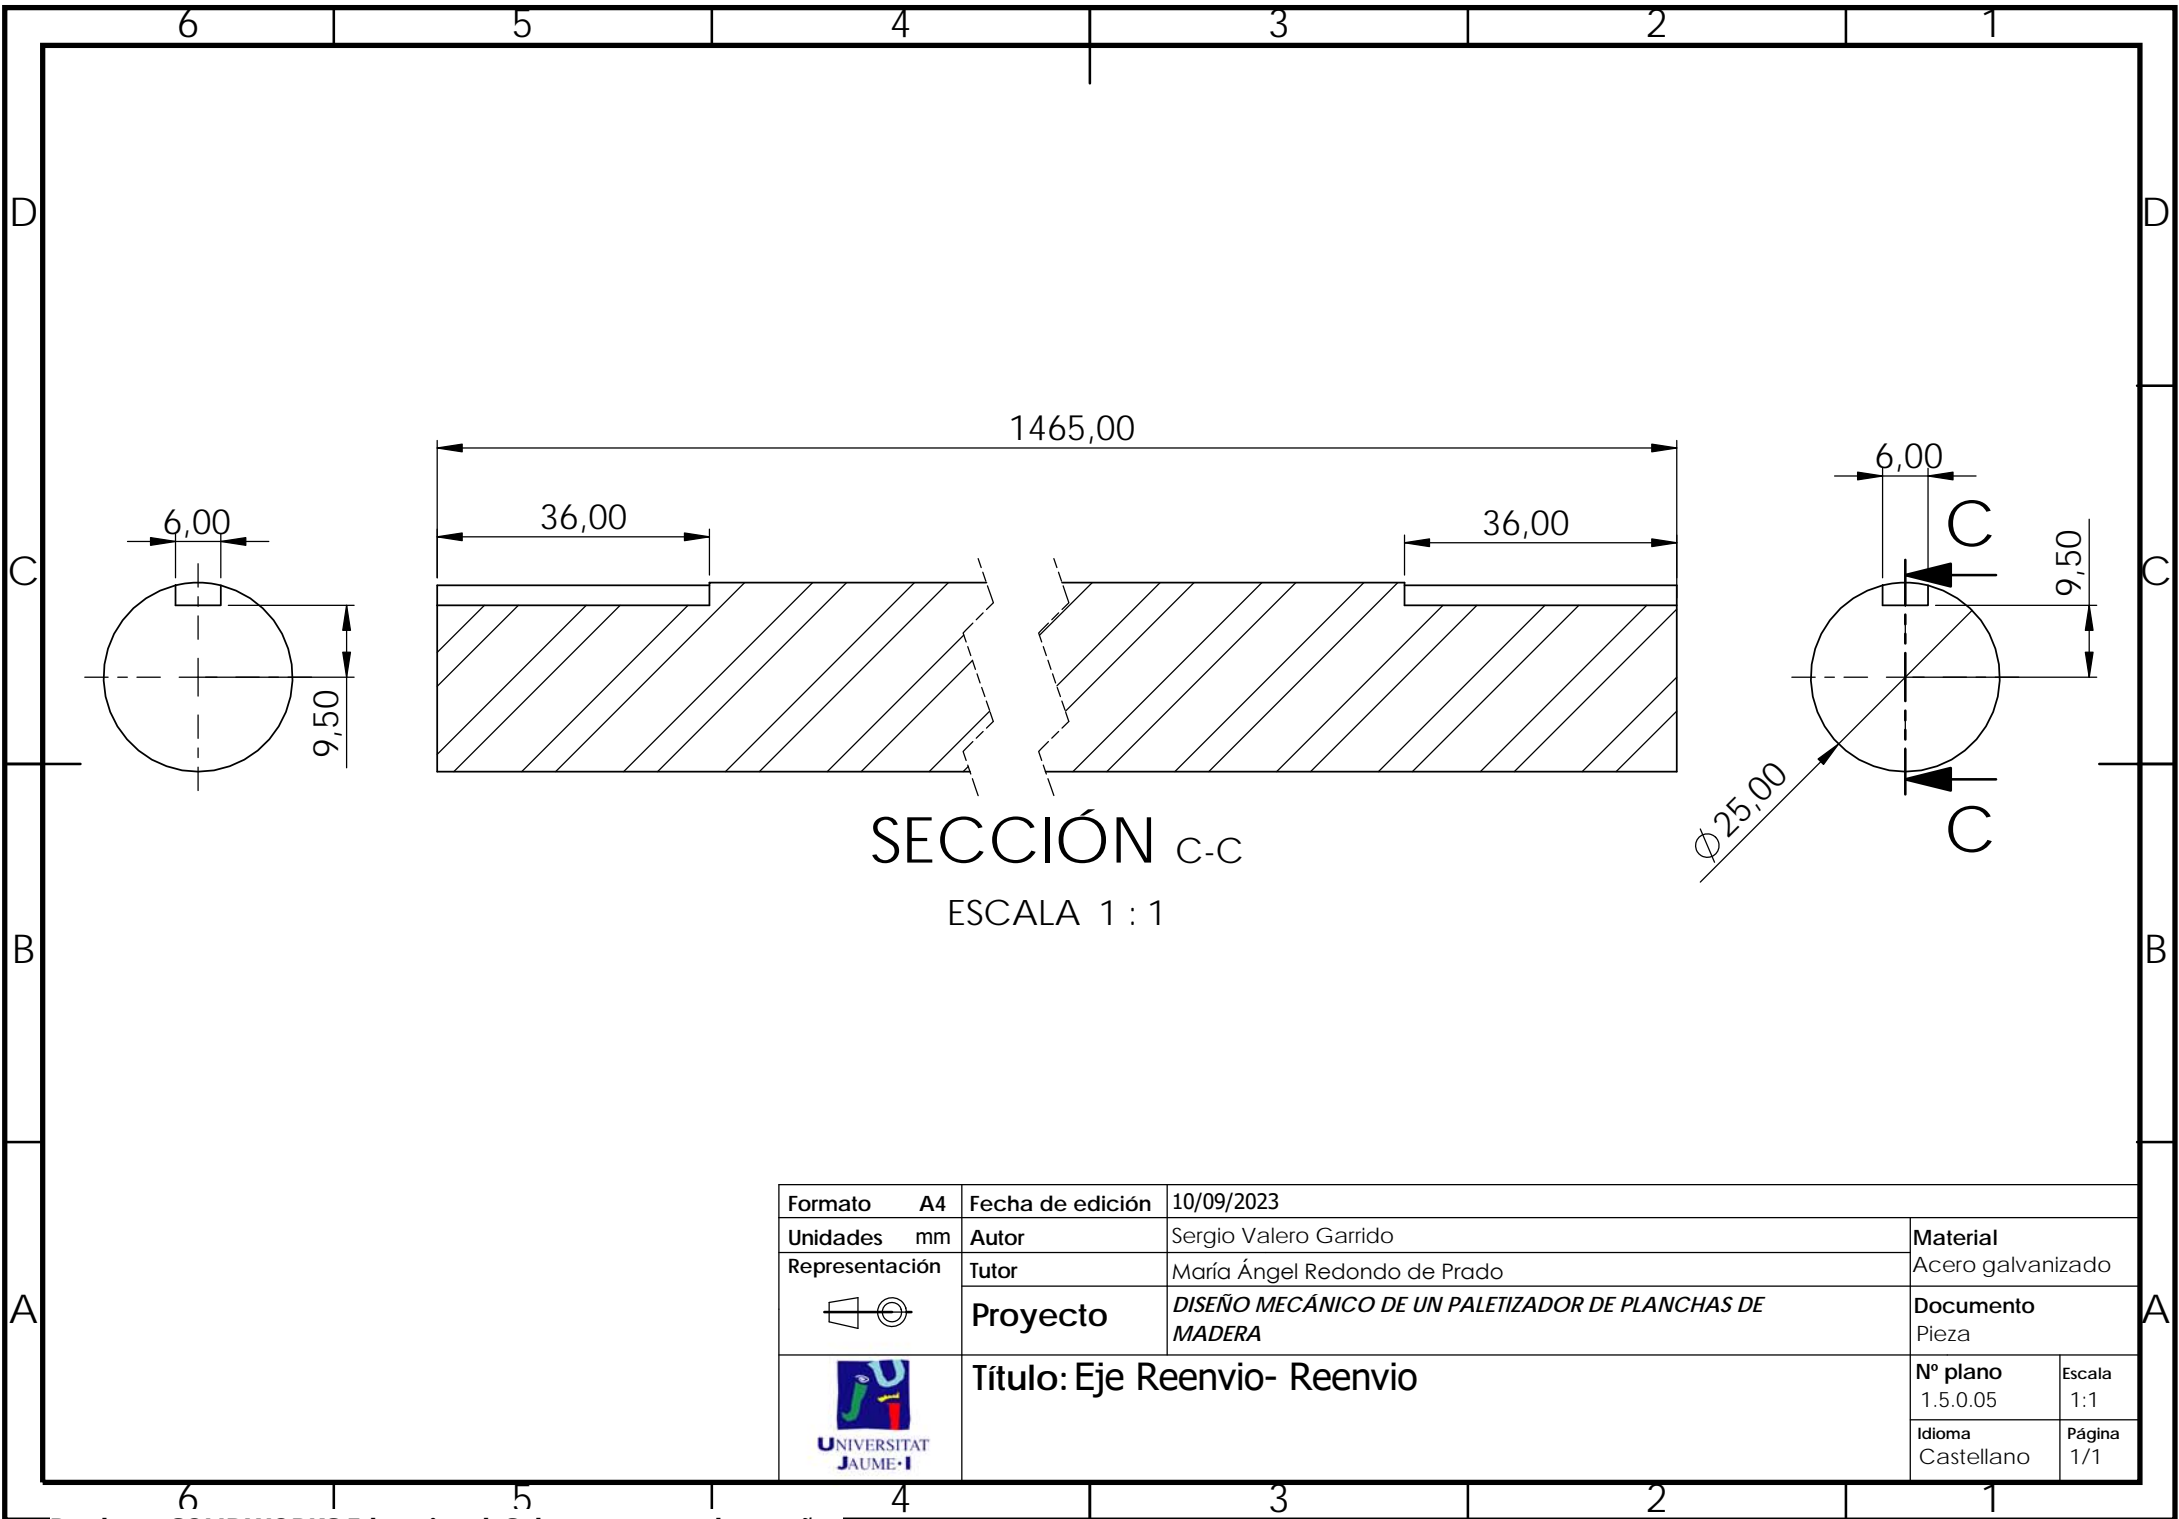 6 5 4 3 2 1
D D
1465,00
6,00
36,00 36,00 6,00
C
C C
9,50
9,50
Ø 25,00
C
SECCIÓN C-C
ESCALA 1 : 1
B B
Formato A4 Fecha de edición 10/09/2023
Unidades mm Autor Sergio Valero Garrido Material
Representación Tutor María Ángel Redondo de Prado Acero galvanizado
Proyecto DISEÑO MECÁNICO DE UN PALETIZADOR DE PLANCHAS DE
MADERA
Documento
Pieza
A A
Título: Eje Reenvio- Reenvio
Nº plano Escala
1.5.0.05 1:1
Idioma Página
Castellano 1/1
UNIVERSITAT
JAUME·I
6 5 4 3 2 1